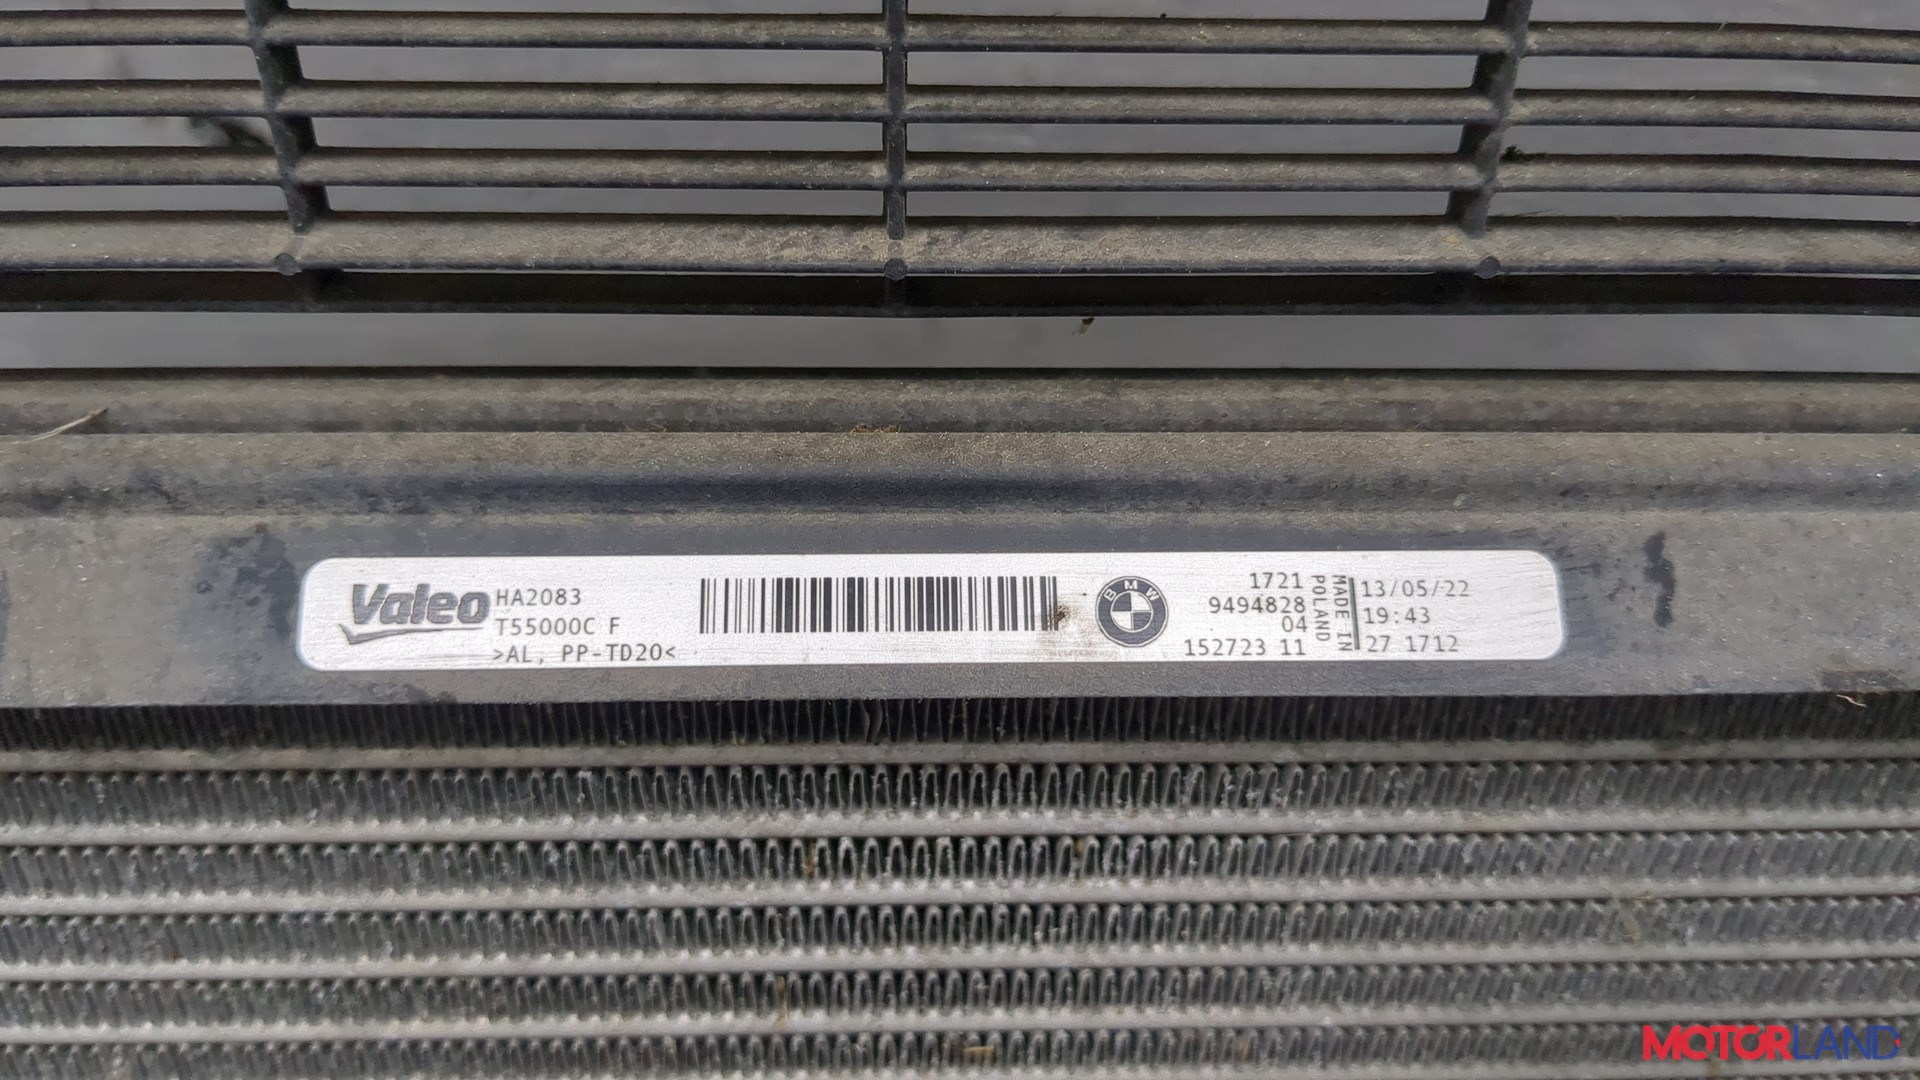 Valeo
HA2083
T55000C F
>AL, PP-TD20<
BMW
1721
9494828
04
152723 11
MADE IN
POLAND
13/05/22
19:43
27 1712
MOTORLAND